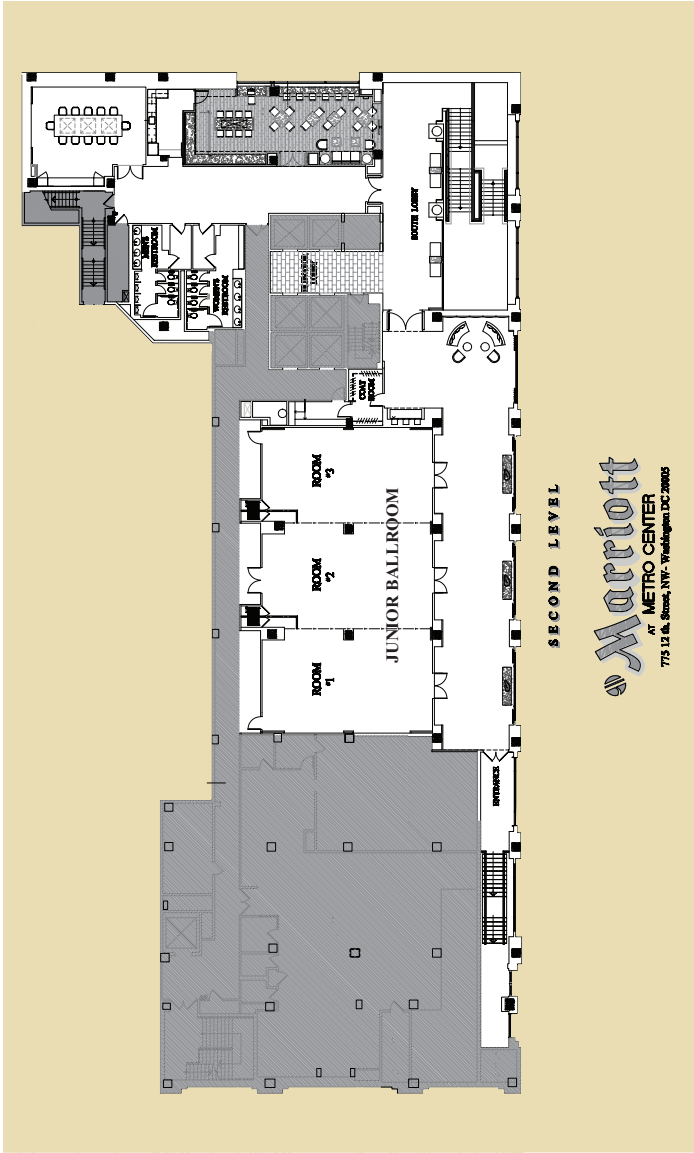 MEN'S
RESTROOM
WOMEN'S
RESTROOM
ELEVATOR
LOBBY
SOUTH LOBBY
COAT
ROOM
ROOM
#3
ROOM
#2
ROOM
#1
JUNIOR BALLROOM
ENTRANCE
SECOND LEVEL
Marriott
AT METRO CENTER
775 12 th. Street, NW- Washington DC 20005